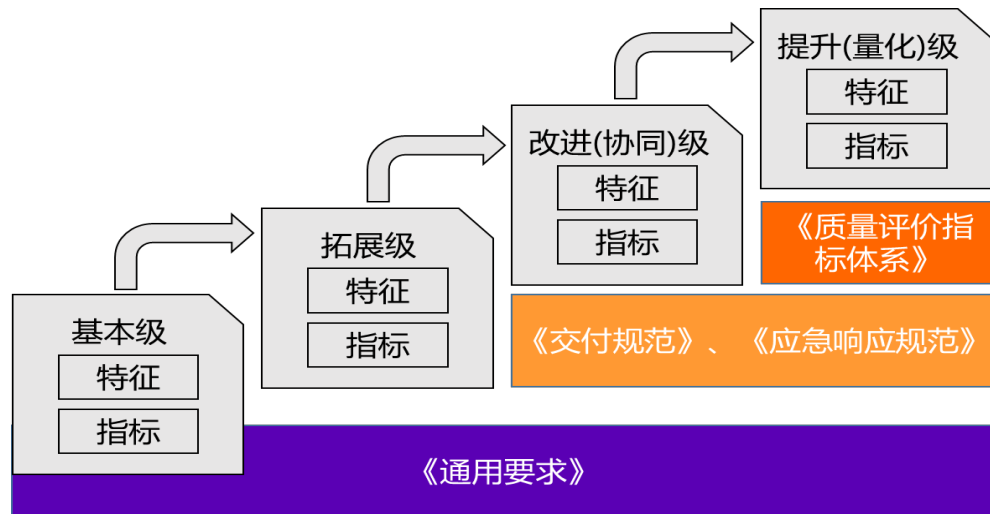 提升(量化)级
特征
指标
改进(协同)级
特征
指标
《质量评价指
标体系》
拓展级
特征
指标
《交付规范》、《应急响应规范》
基本级
特征
指标
《通用要求》